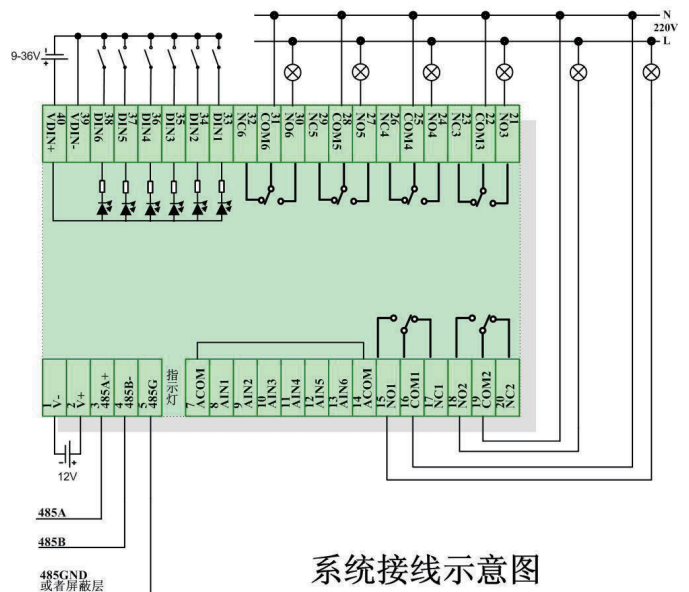 N
220V
L
9-36V
40 VDIN+
39 VDIN-
38 DIN6
37 DIN5
36 DIN4
35 DIN3
34 DIN2
33 DIN1
32 NC6
31 COM6
30 NO6
29 NC5
28 COM5
27 NO5
26 NC4
25 COM4
24 NO4
23 NC3
22 COM3
21 NO3
1 V-
2 V+
3 485A+
4 485B-
5 485G
指示灯
7 ACOM
8 AIN1
9 AIN2
10 AIN3
11 AIN4
12 AIN5
13 AIN6
14 ACOM
15 NO1
16 COM1
17 NC1
18 NO2
19 COM2
20 NC2
12V
485A
485B
485GND
或者屏蔽层
系统接线示意图